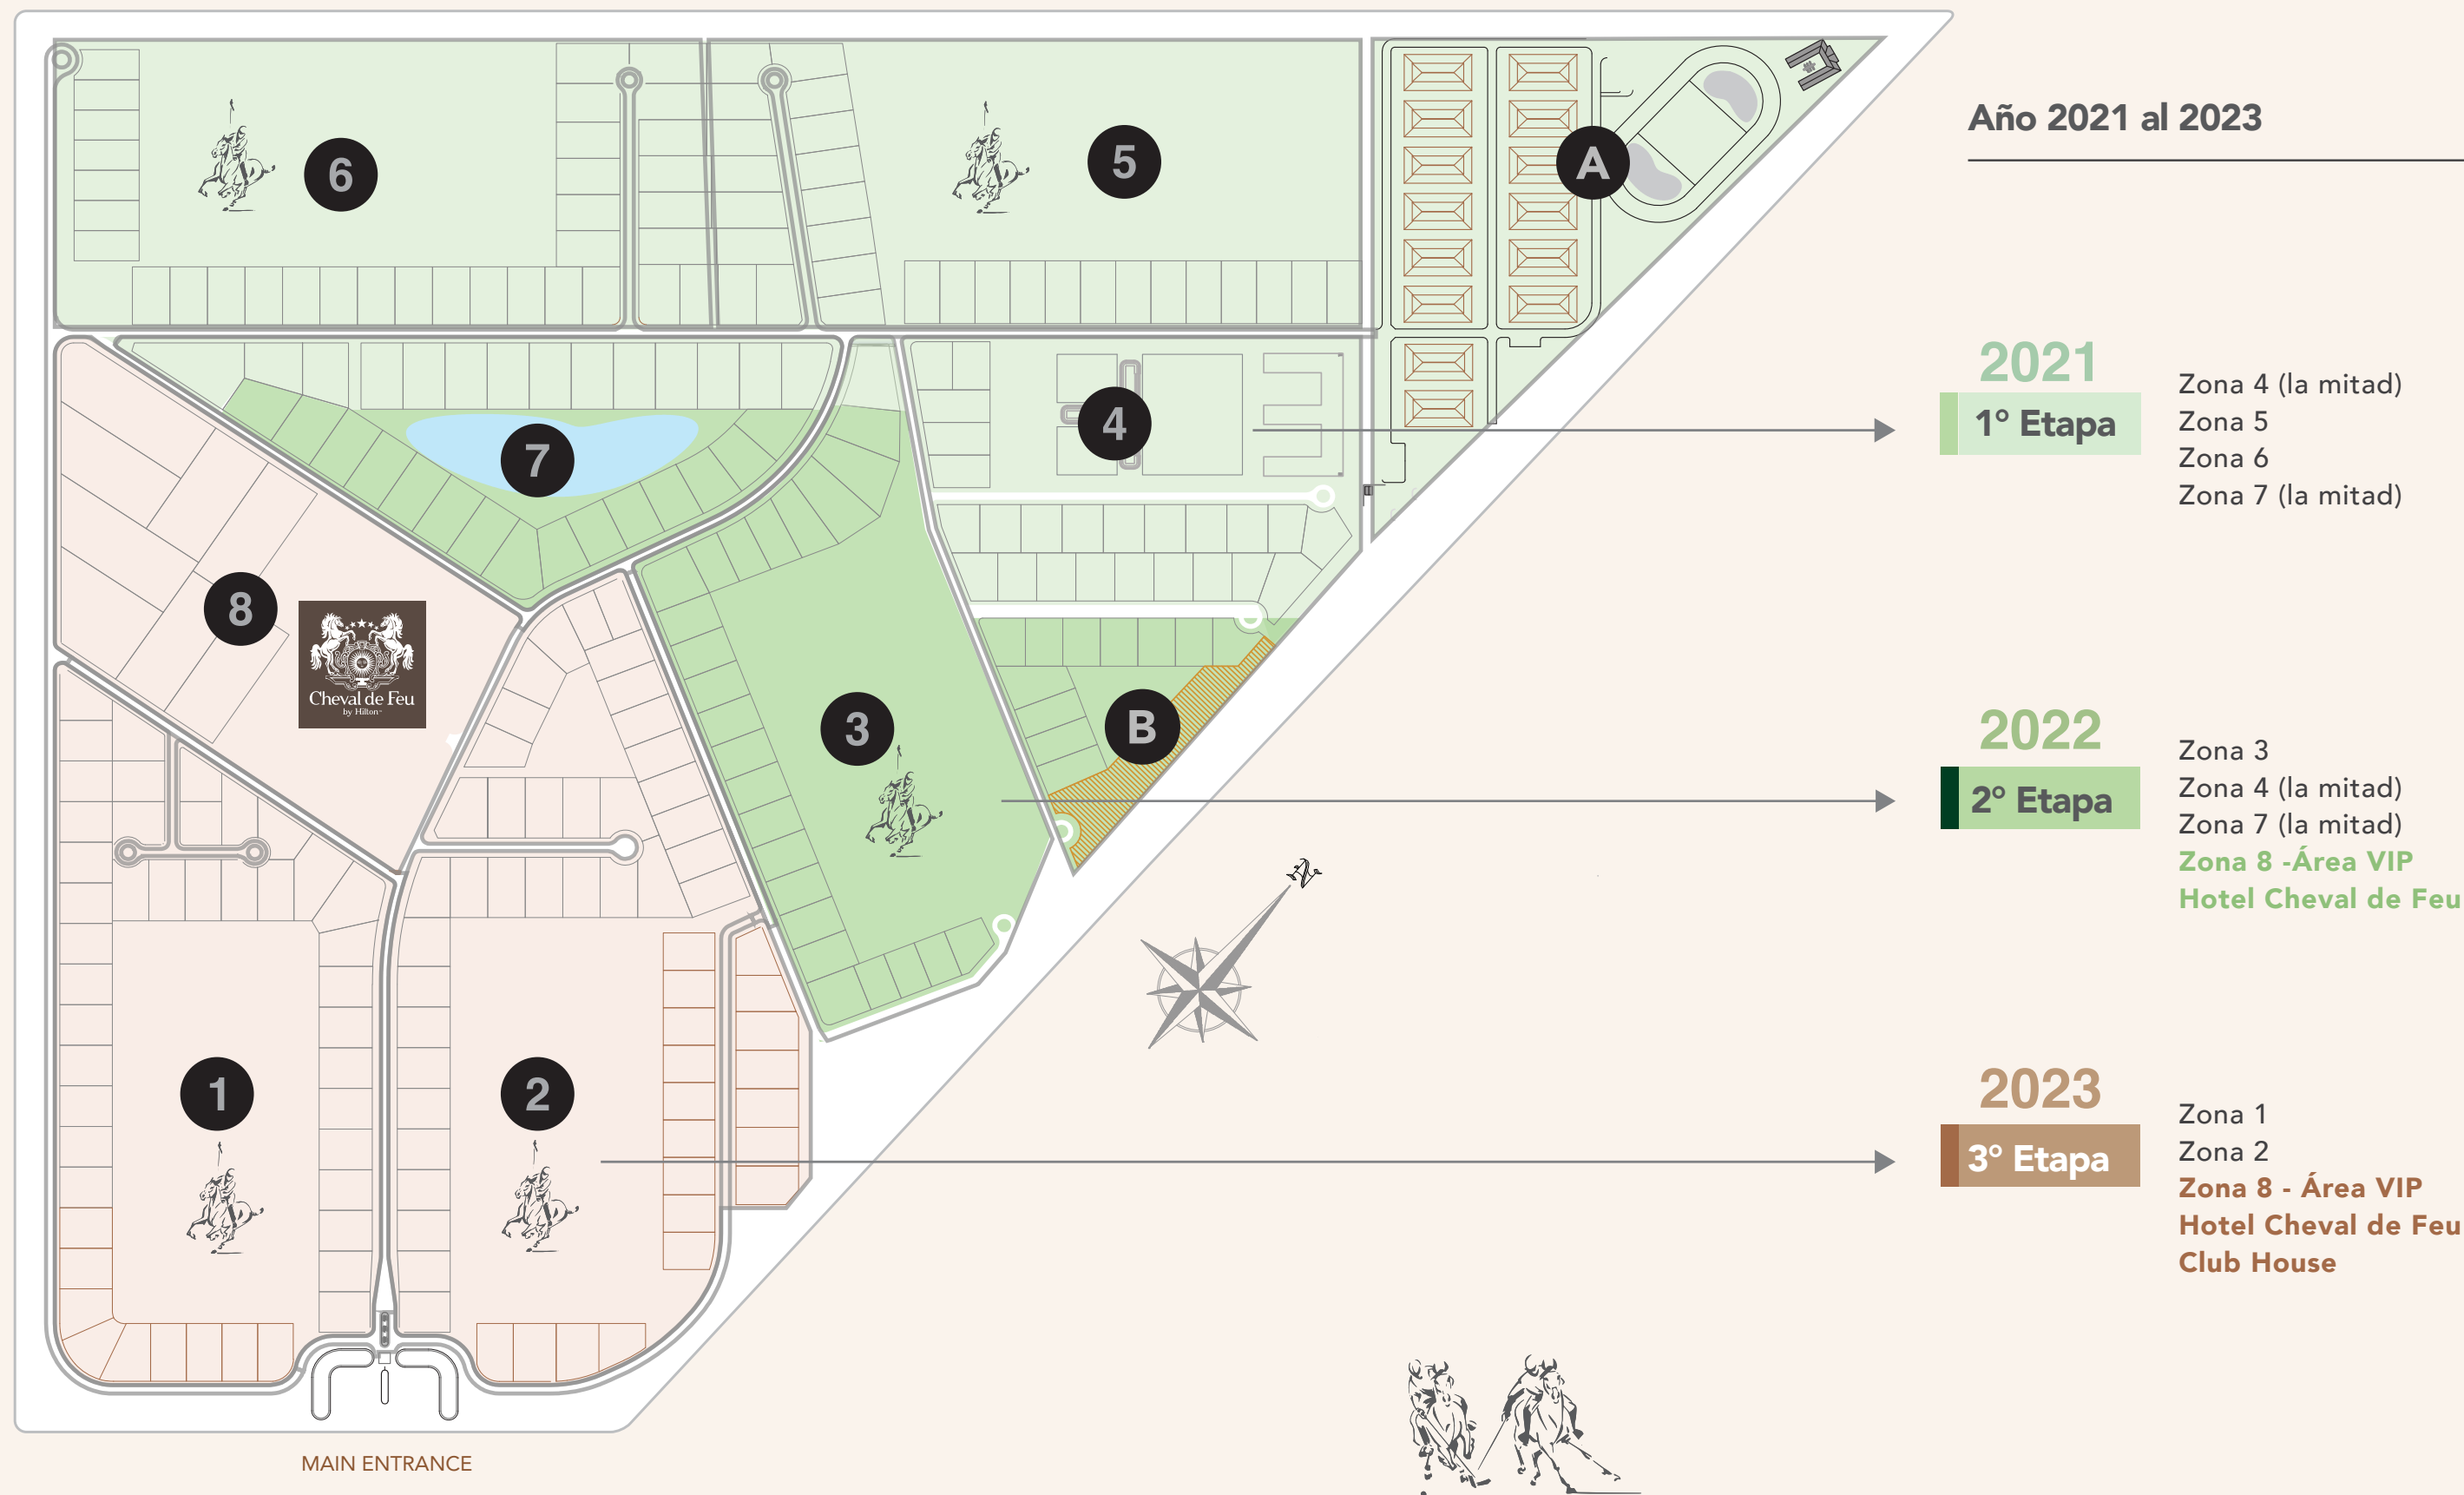 Año 2021 al 2023
6
5
A
4
7
8
Cheval de Feu
by Hilton™
3
B
1
2
N
MAIN ENTRANCE
2021
1° Etapa
Zona 4 (la mitad)
Zona 5
Zona 6
Zona 7 (la mitad)
2022
2° Etapa
Zona 3
Zona 4 (la mitad)
Zona 7 (la mitad)
Zona 8 -Área VIP
Hotel Cheval de Feu
2023
3° Etapa
Zona 1
Zona 2
Zona 8 - Área VIP
Hotel Cheval de Feu
Club House